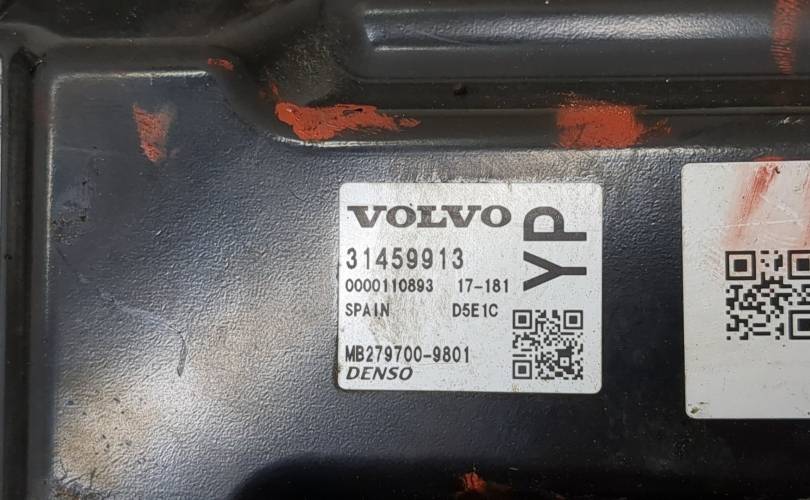 VOLVO
YP
31459913
0000110893 17-181
SPAIN D5E1C
MB279700-9801
DENSO